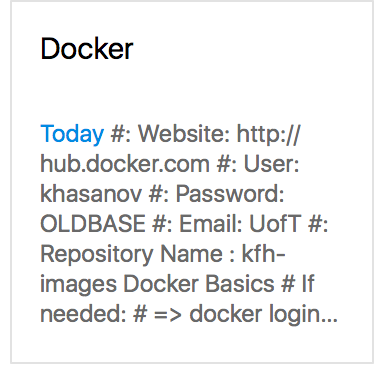 Docker
Today #: Website: http://
hub.docker.com #: User:
khasanov #: Password:
OLDBASE #: Email: UofT #:
Repository Name : kfh-
images Docker Basics # If
needed: # => docker login...